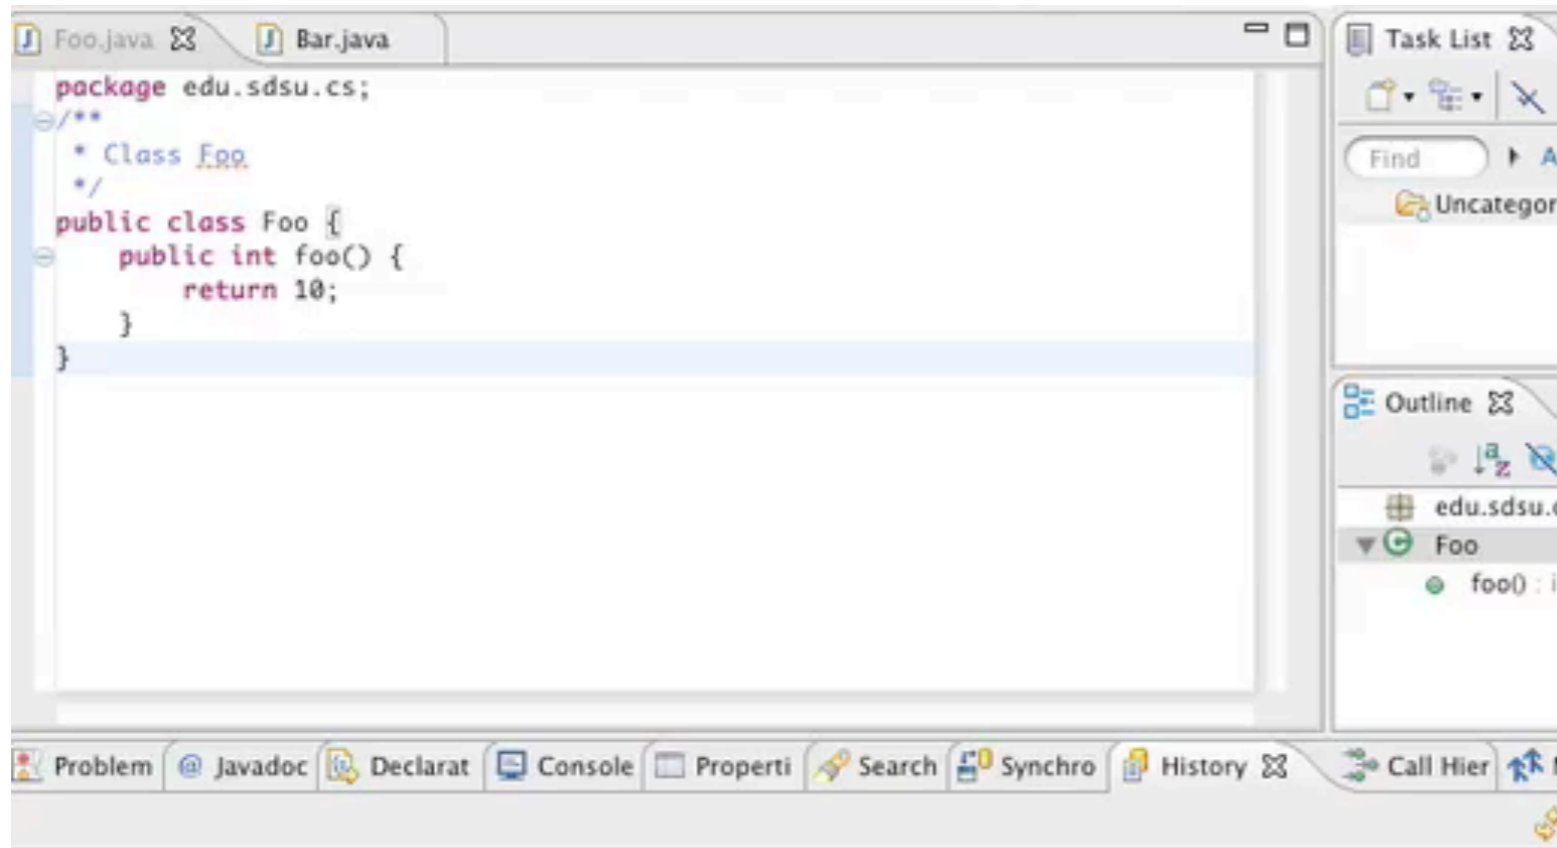 Foo.java Bar.java
package edu.sdsu.cs;
/**
 * Class Foo
 */
public class Foo {
    public int foo() {
        return 10;
    }
}
Task List
Find
Uncategor
Outline
edu.sdsu.
Foo
foo() : i
Problem @ Javadoc Declarat Console Properti Search Synchro History Call Hier